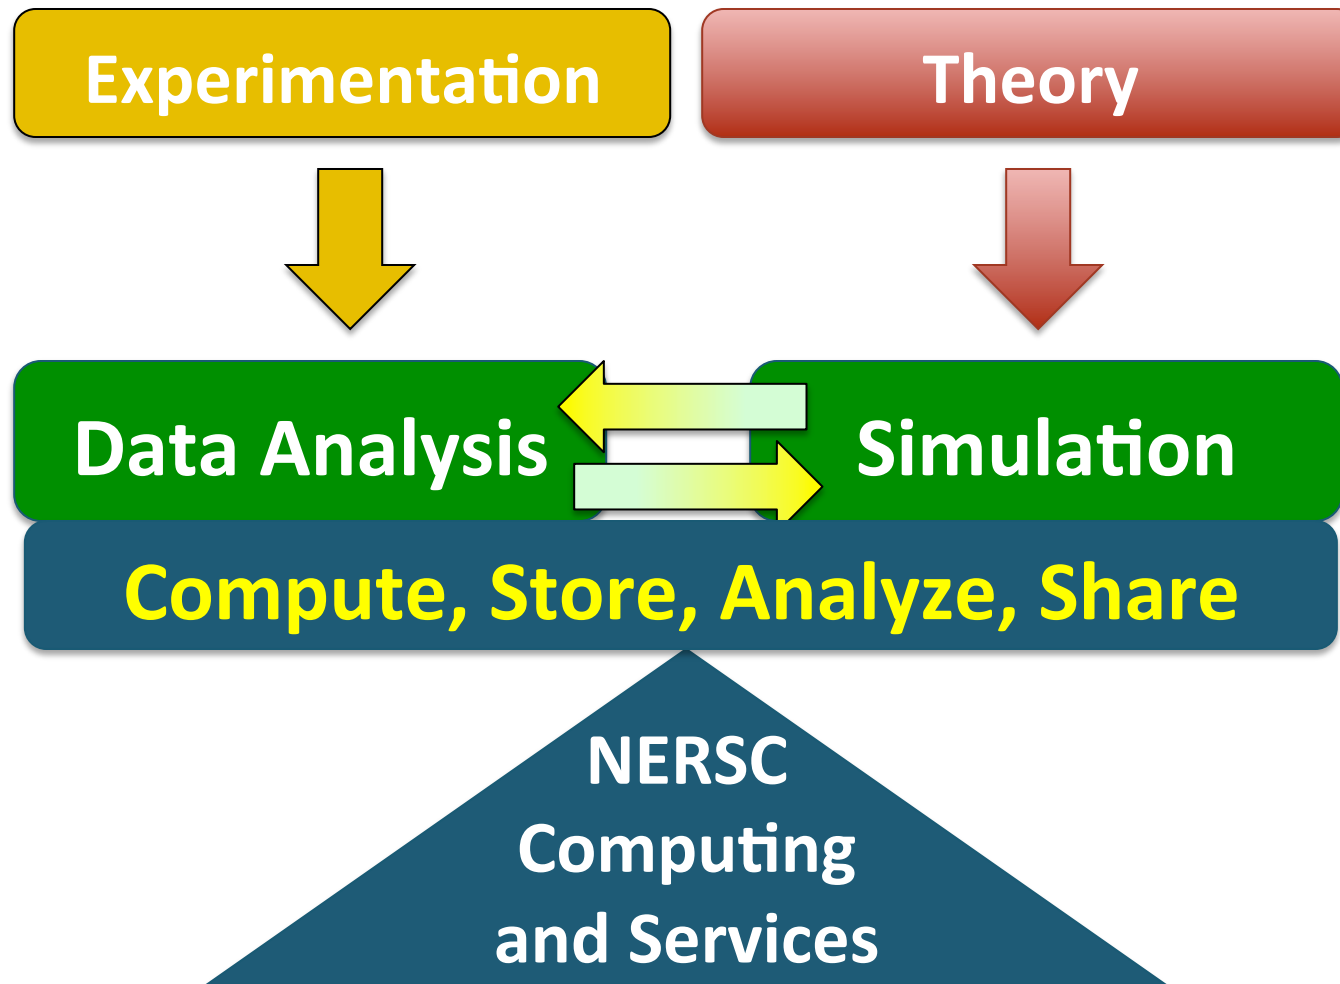 Experimentation
Theory
Data Analysis
Simulation
Compute, Store, Analyze, Share
NERSC
Computing
and Services